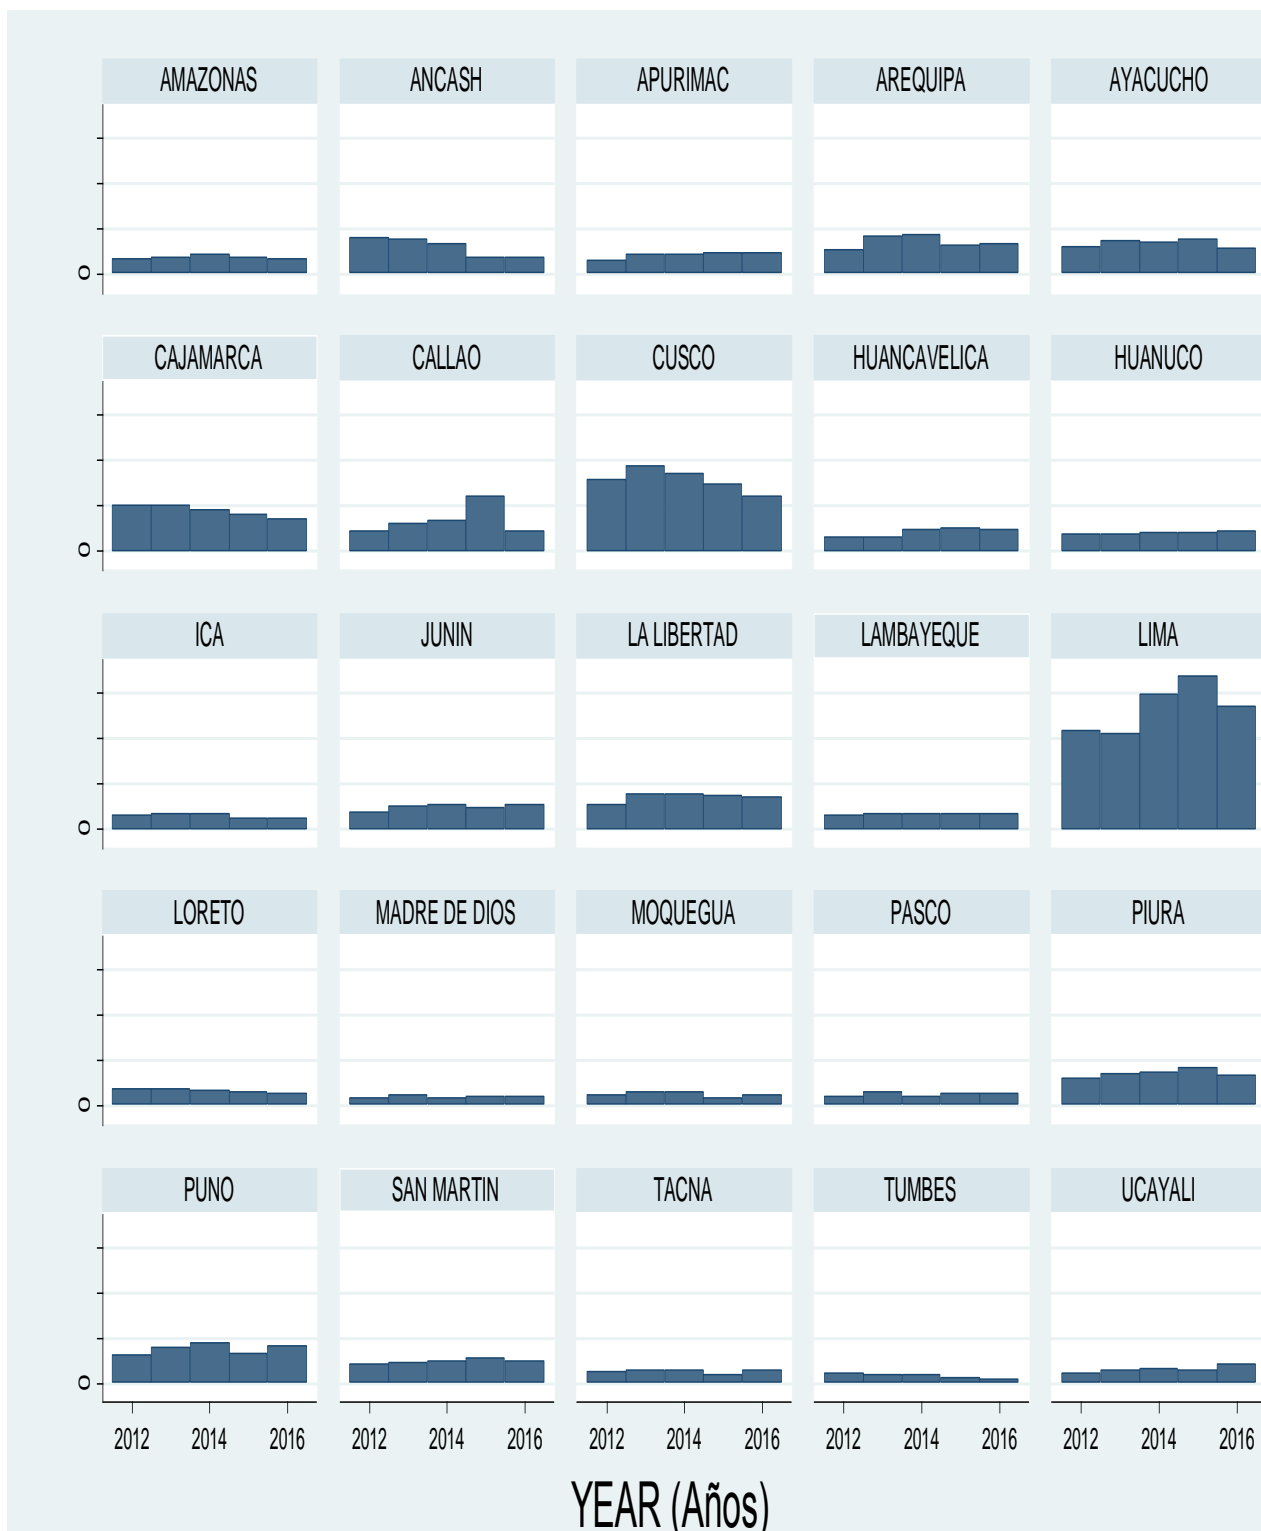 AMAZONAS ANCASH APURIMAC AREQUIPA AYACUCHO
0
CAJAMARCA CALLAO CUSCO HUANCAVELICA HUANUCO
0
ICA JUNIN LA LIBERTAD LAMBAYEQUE LIMA
0
LORETO MADRE DE DIOS MOQUEGUA PASCO PIURA
0
PUNO SAN MARTIN TACNA TUMBES UCAYALI
0
2012 2014 2016 2012 2014 2016 2012 2014 2016 2012 2014 2016 2012 2014 2016
YEAR (Años)